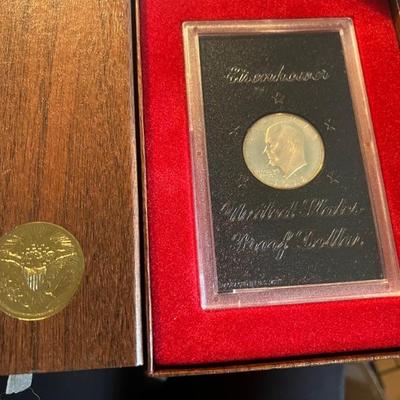 Eisenhower
United States
"Proof" Dollar